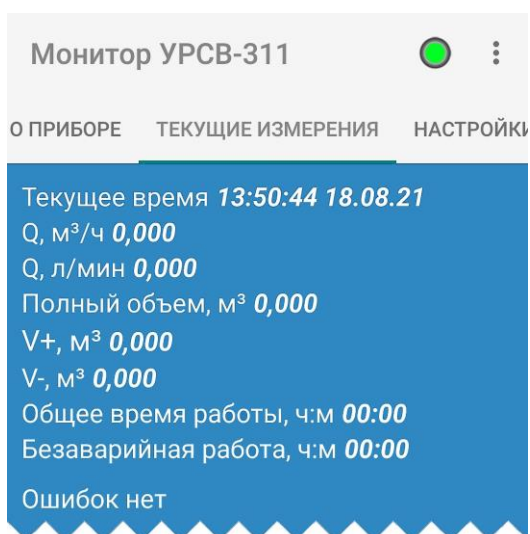 Монитор УРСВ-311
О ПРИБОРЕ ТЕКУЩИЕ ИЗМЕРЕНИЯ НАСТРОЙКИ
Текущее время 13:50:44 18.08.21
Q, м³/ч 0,000
Q, л/мин 0,000
Полный объем, м³ 0,000
V+, м³ 0,000
V-, м³ 0,000
Общее время работы, ч:м 00:00
Безаварийная работа, ч:м 00:00
Ошибок нет